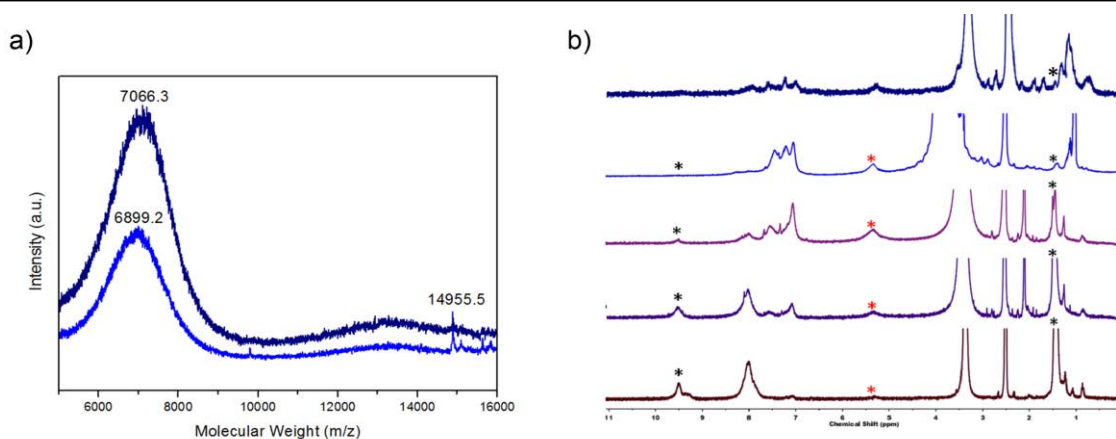 a)
7066.3
6899.2
14955.5
Intensity (a.u.)
6000 8000 10000 12000 14000 16000
Molecular Weight (m/z)
b)
*
* * *
* * *
* * *
* * *
11 9 8 7 6 5 4 3 2 1
Chemical Shift (ppm)